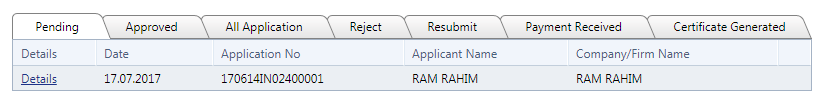 Pending Approved All Application Reject Resubmit Payment Received Certificate Generated
Details Date Application No Applicant Name Company/Firm Name
Details 17.07.2017 170614IN02400001 RAM RAHIM RAM RAHIM